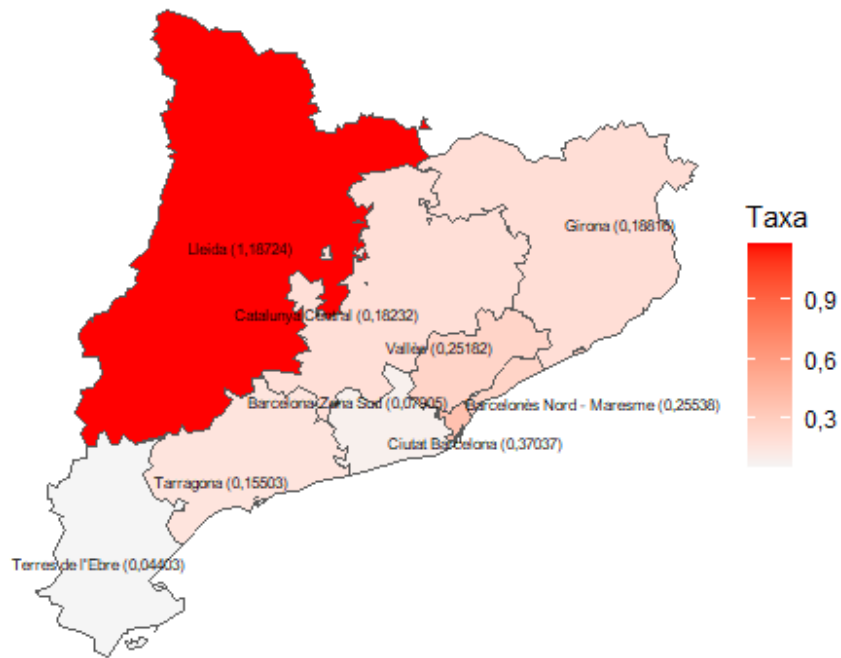 Taxa
Girona (0,18818)
Lleida (1,18724)
0,9
Catalunya Central (0,18232)
0,6
Vallès (0,25182)
Barcelona Zona Sud (0,07905)
Barcelonès Nord - Maresme (0,25538)
0,3
Ciutat Barcelona (0,37037)
Tarragona (0,15503)
Terres de l'Ebre (0,04403)